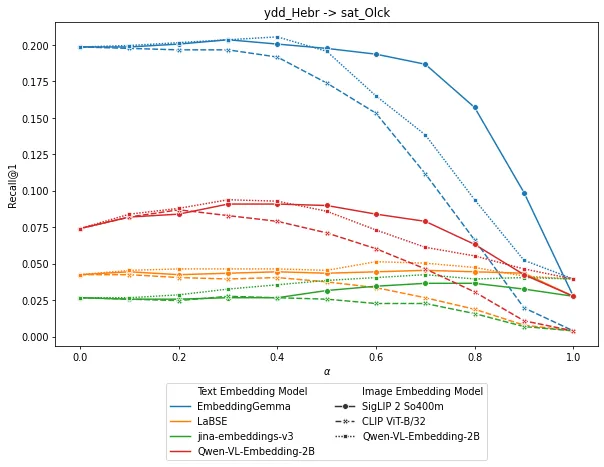 ydd_Hebr -> sat_Olck
Recall@1
0.200
0.175
0.150
0.125
0.100
0.075
0.050
0.025
0.000
0.0 0.2 0.4 0.6 0.8 1.0
α
Text Embedding Model Image Embedding Model
EmbeddingGemma SigLIP 2 So400m
LaBSE CLIP ViT-B/32
jina-embeddings-v3 Qwen-VL-Embedding-2B
Qwen-VL-Embedding-2B